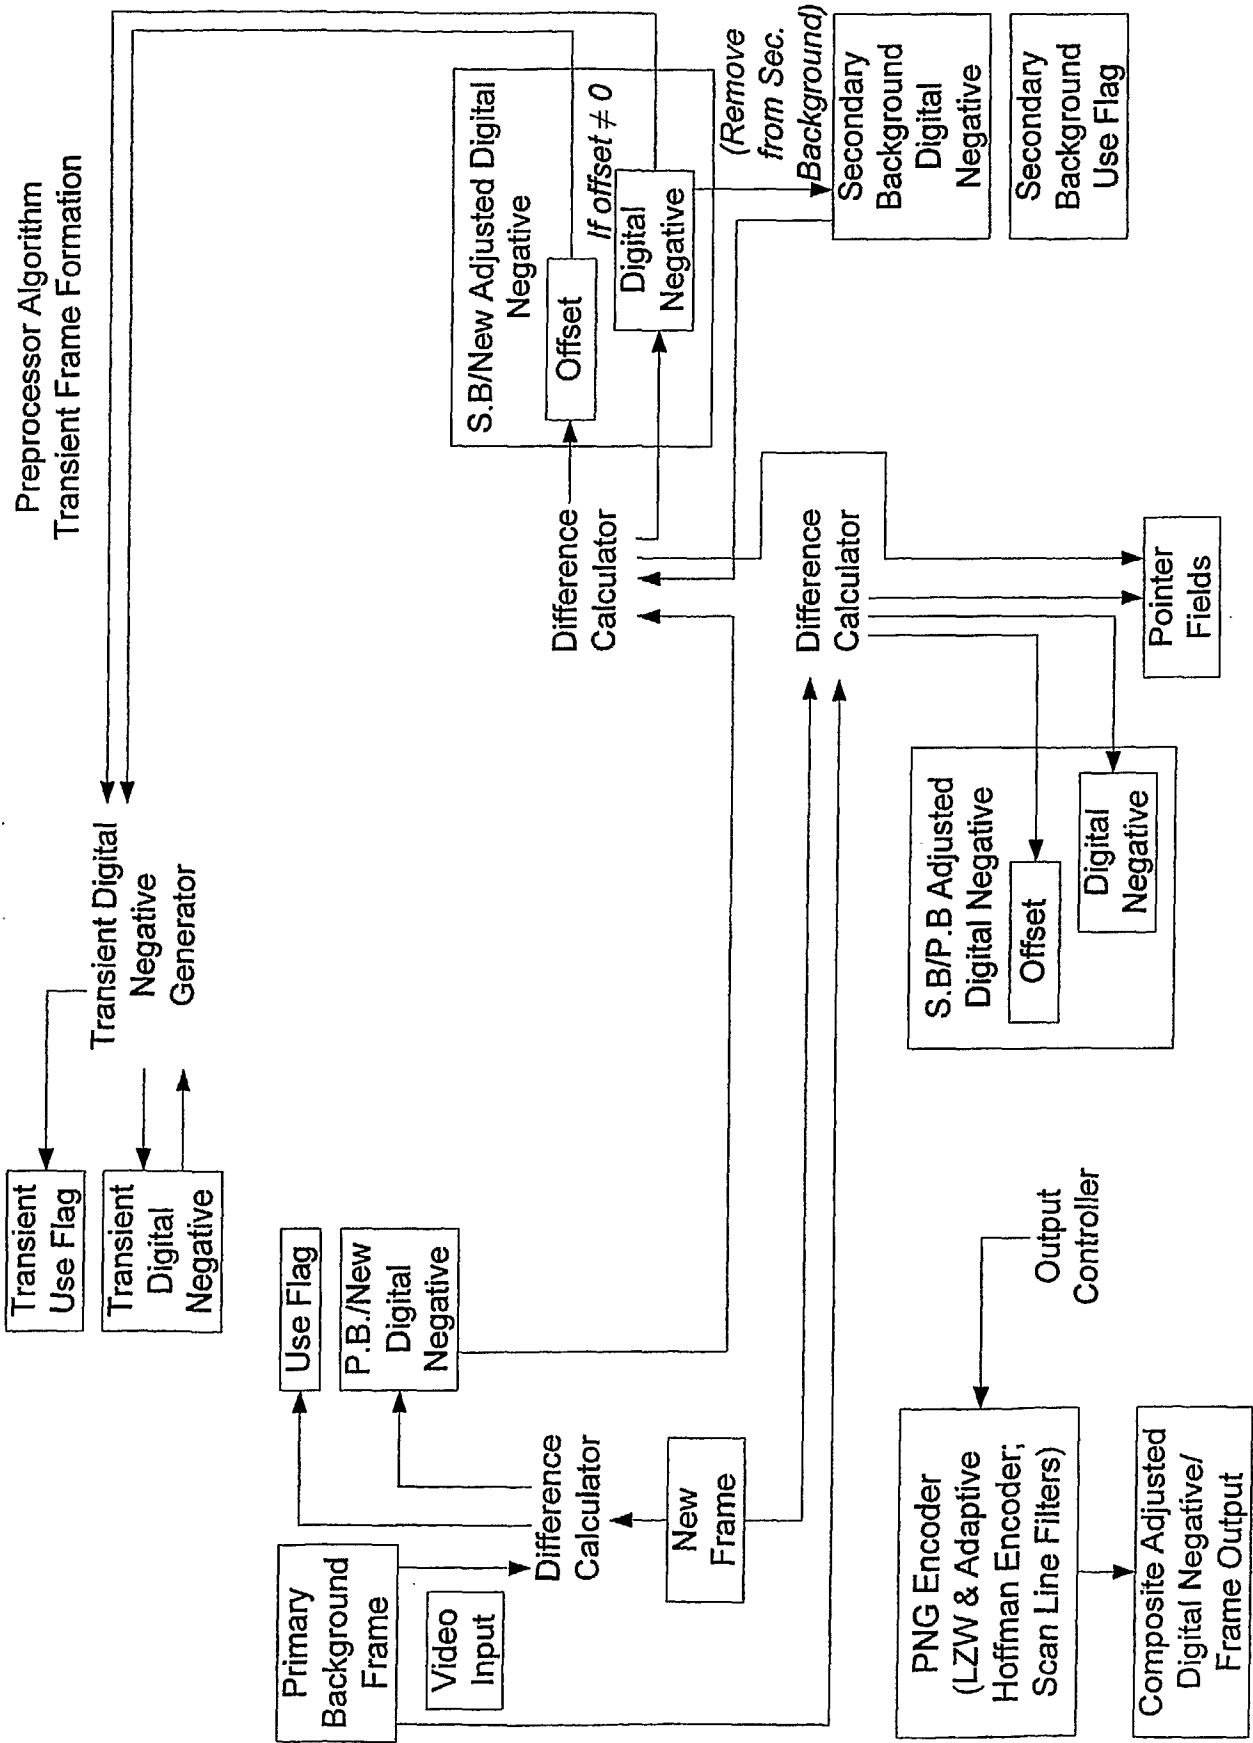 Preprocessor Algorithm
Transient Frame Formation
Transient
Use Flag
Transient
Digital
Negative
Transient Digital
Negative
Generator
Primary
Background
Frame
Video
Input
Use Flag
P.B./New
Digital
Negative
Difference
Calculator
New
Frame
Difference
Calculator
S.B/New Adjusted Digital
Negative
Offset
If offset ≠ 0
Digital
Negative
(Remove
from Sec.
Background)
Secondary
Background
Digital
Negative
Secondary
Background
Use Flag
Difference
Calculator
Pointer
Fields
S.B/P.B Adjusted
Digital Negative
Offset
Digital
Negative
Output
Controller
PNG Encoder
(LZW & Adaptive
Hoffman Encoder;
Scan Line Filters)
Composite Adjusted
Digital Negative/
Frame Output